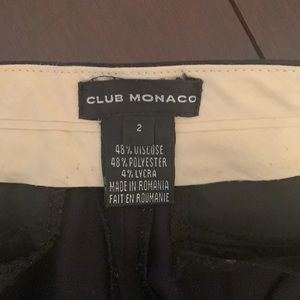 CLUB MONACO
2
48% VISCOSE
48% POLYESTER
4% LYCRA
MADE IN ROMANIA
FAIT EN ROUMANIE